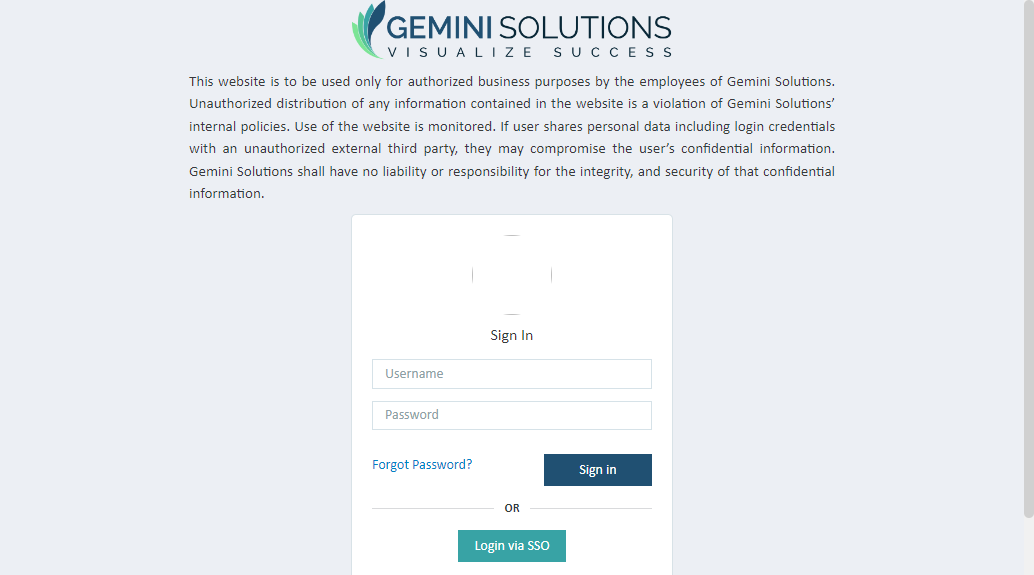 GEMINI SOLUTIONS
VISUALIZE SUCCESS
This website is to be used only for authorized business purposes by the employees of Gemini Solutions.
Unauthorized distribution of any information contained in the website is a violation of Gemini Solutions’
internal policies. Use of the website is monitored. If user shares personal data including login credentials
with an unauthorized external third party, they may compromise the user’s confidential information.
Gemini Solutions shall have no liability or responsibility for the integrity, and security of that confidential
information.
Sign In
Username
Password
Forgot Password?
Sign in
OR
Login via SSO